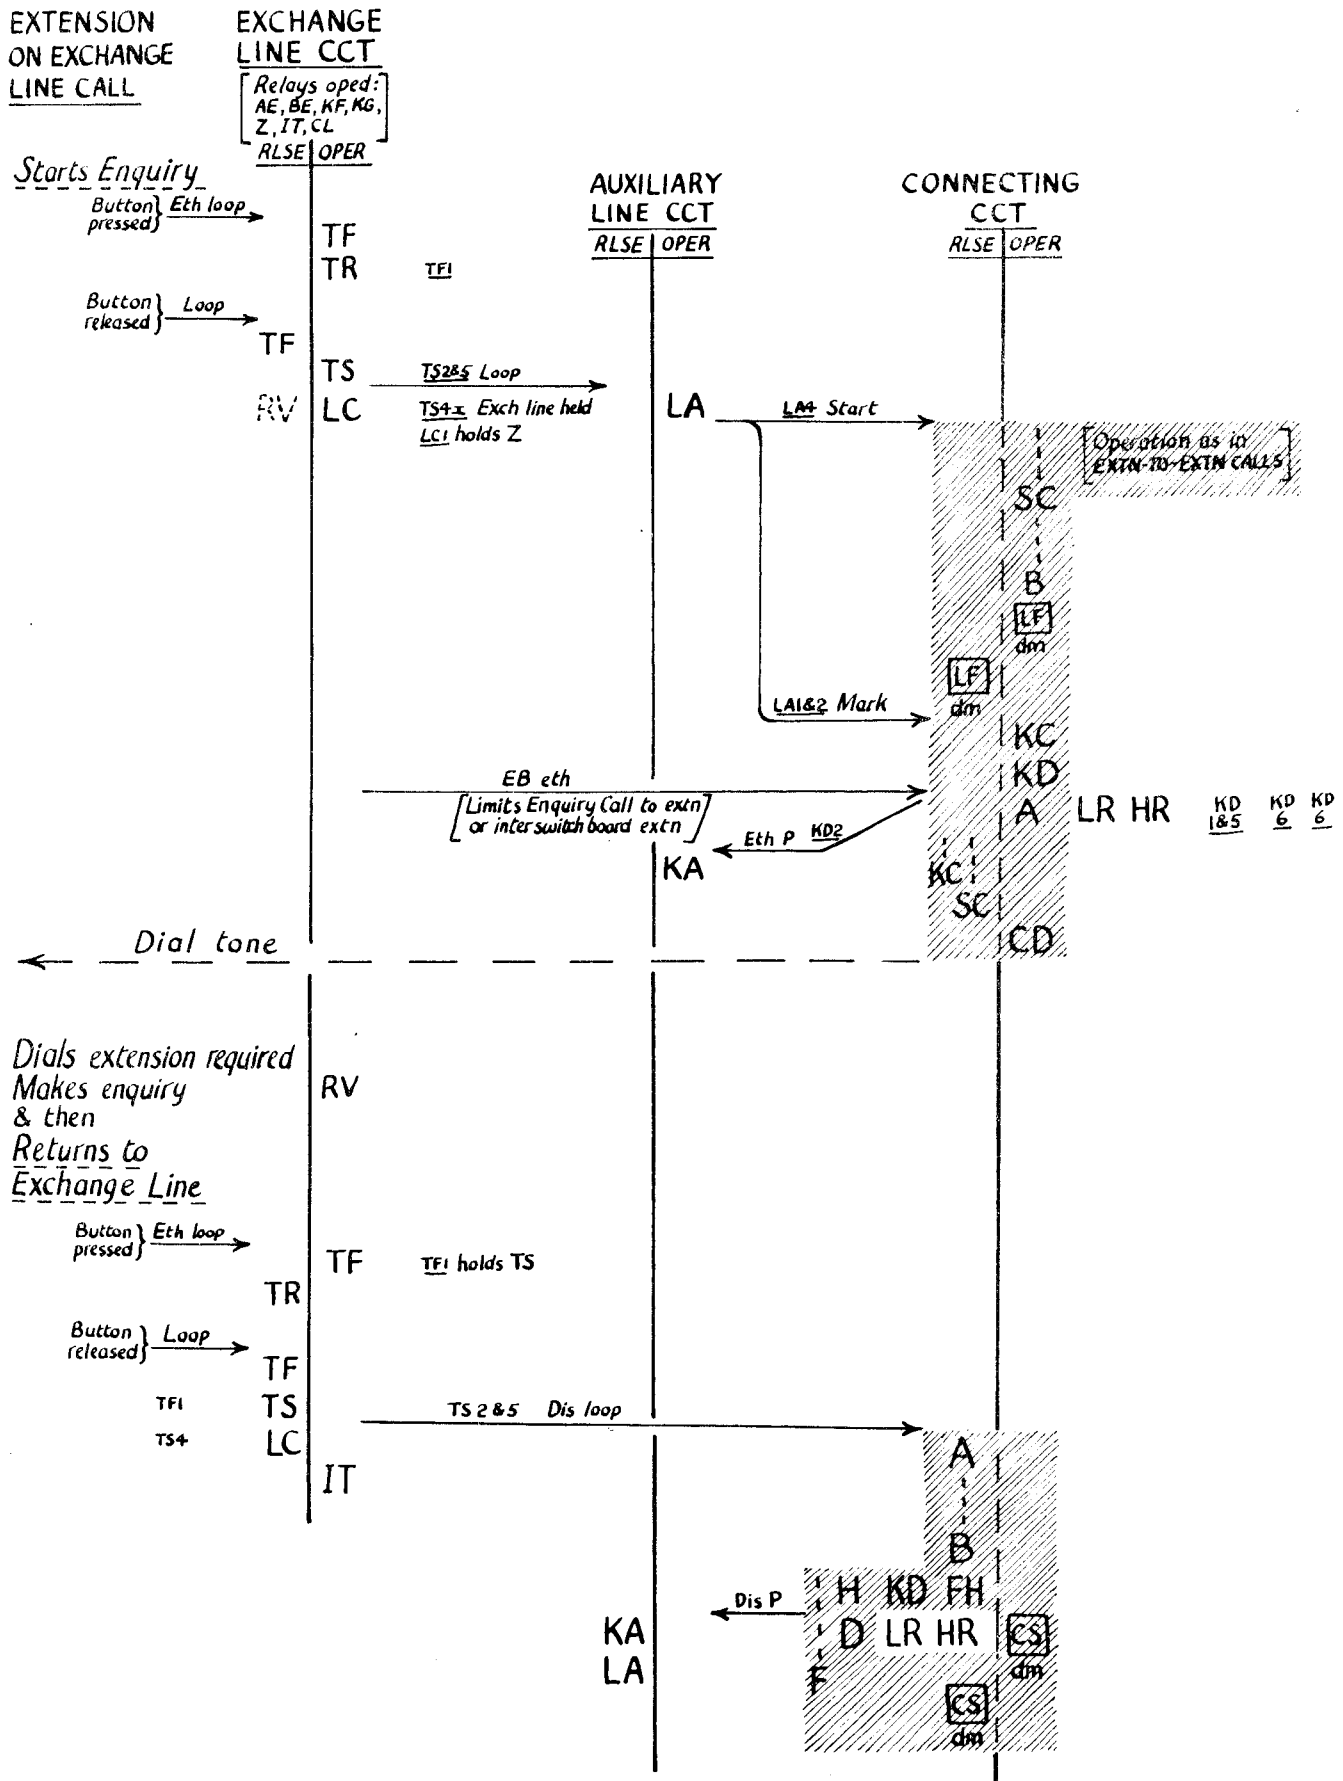 EXTENSION
ON EXCHANGE
LINE CALL
EXCHANGE
LINE CCT
[Relays oped:
AE, BE, KF, KG,
Z, IT, CL]
RLSE OPER
Starts Enquiry
Button
pressed} Eth loop
TF
TR TF1
AUXILIARY
LINE CCT
RLSE OPER
CONNECTING
CCT
RLSE OPER
Button
released} Loop
TF
TS TS2&5 Loop
RV LC TS4x Exch line held
LC1 holds Z
LA LA4 Start
[Operation as in
EXTN-TO-EXTN CALLS]
SC
B
LF
dm
LF
dm
LA1&2 Mark
KC
KD
EB eth
[Limits Enquiry Call to extn
or interswitchboard extn]
A LR HR KD KD KD
1&5 6 6
Eth P KD2
KA
KC
SC
CD
Dial tone
Dials extension required
Makes enquiry
& then
Returns to
Exchange Line
RV
Button
pressed} Eth loop
TF TF1 holds TS
TR
Button
released} Loop
TF
TF1 TS TS 2 & 5 Dis loop
TS4 LC
IT
A
B
H KD FH
Dis P
D LR HR CS
dm
KA
LA
F
CS
dm